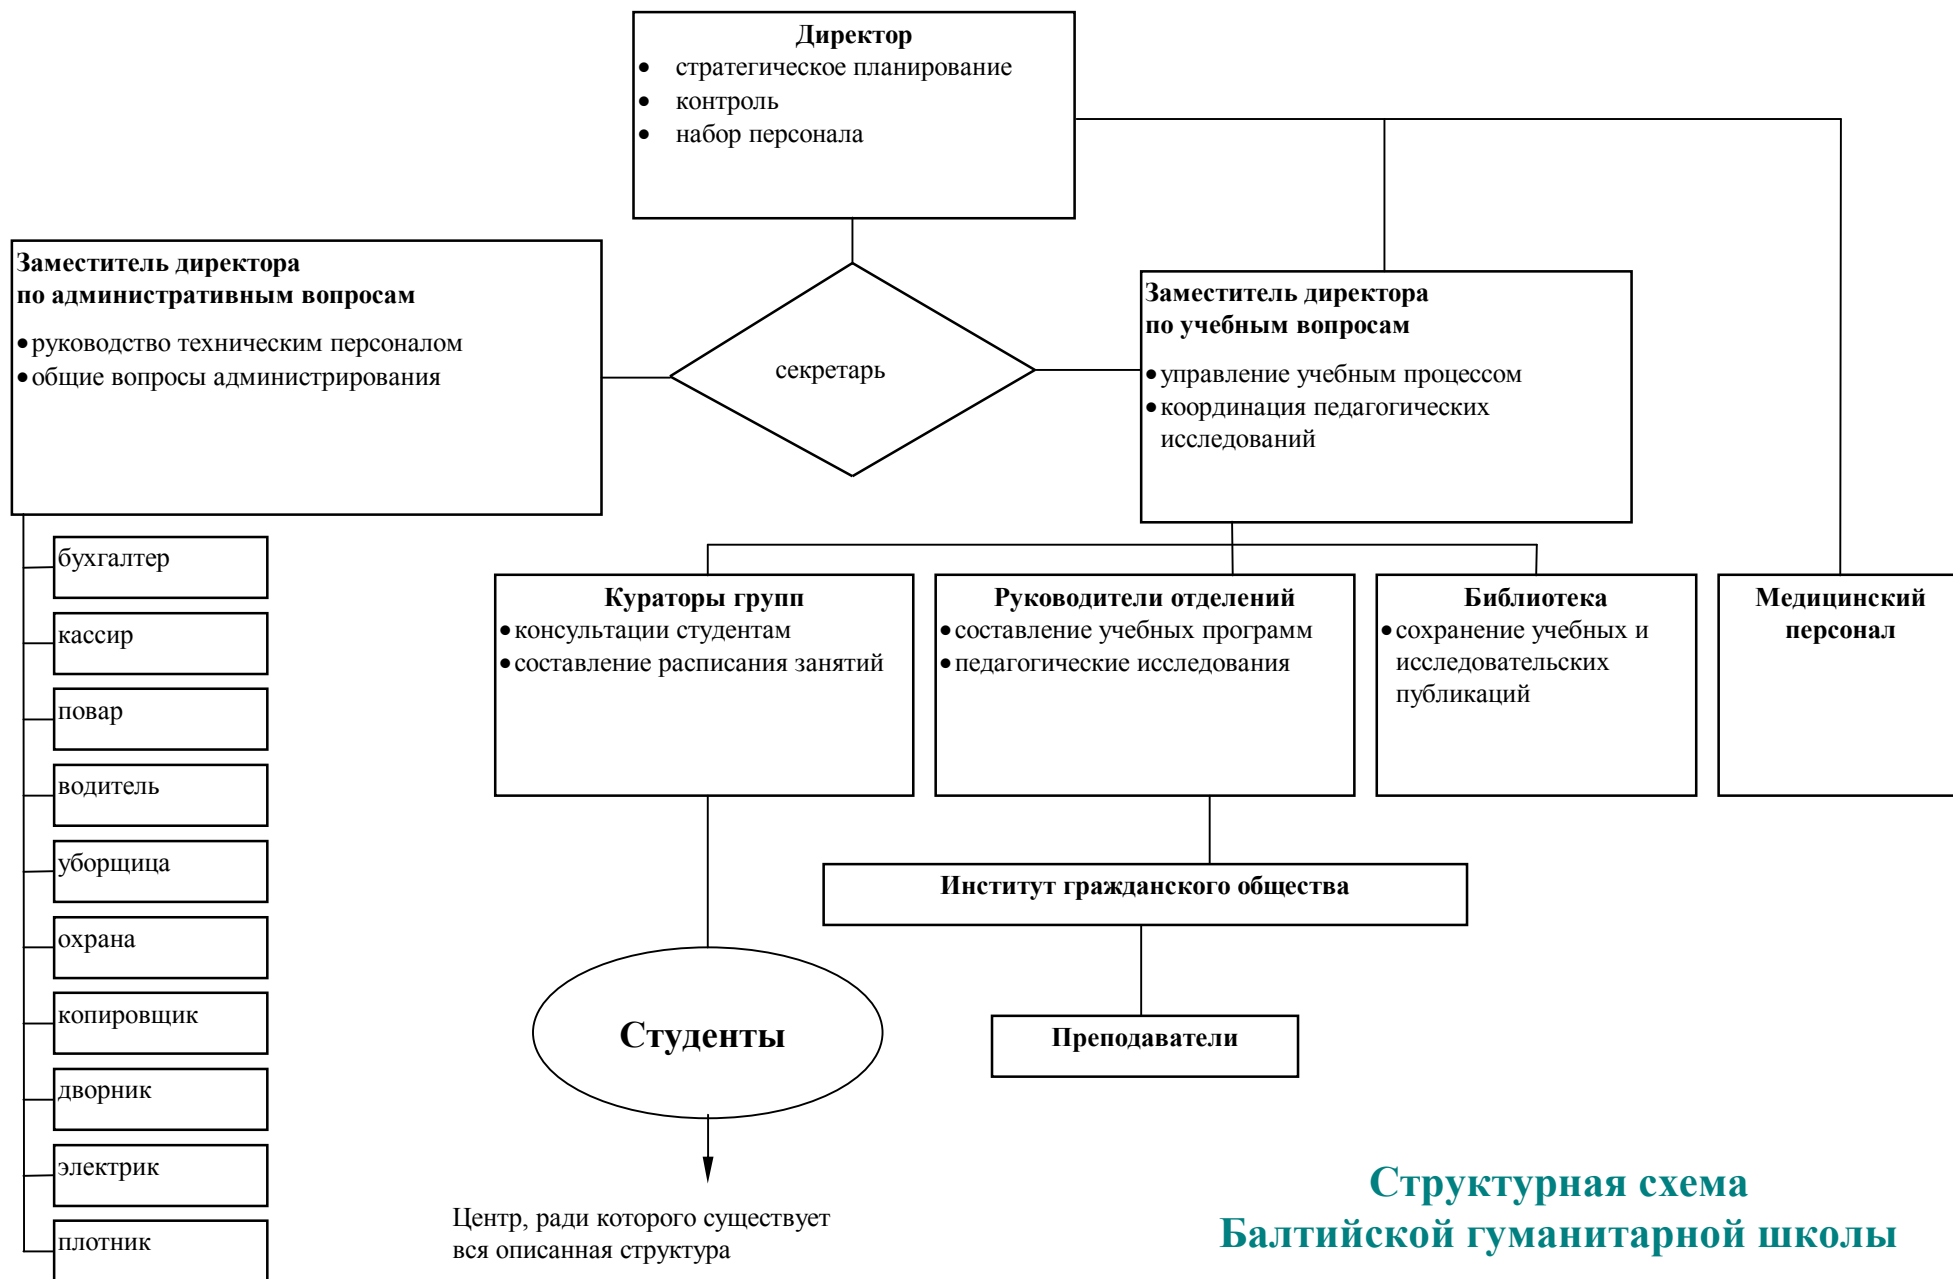 Директор
• стратегическое планирование
• контроль
• набор персонала
Заместитель директора
по административным вопросам
• руководство техническим персоналом
• общие вопросы администрирования
секретарь
Заместитель директора
по учебным вопросам
• управление учебным процессом
• координация педагогических
исследований
бухгалтер
кассир
повар
водитель
уборщица
охрана
копировщик
дворник
электрик
плотник
Кураторы групп
• консультации студентам
• составление расписания занятий
Руководители отделений
• составление учебных программ
• педагогические исследования
Библиотека
• сохранение учебных и
исследовательских
публикаций
Медицинский
персонал
Институт гражданского общества
Студенты
Преподаватели
Центр, ради которого существует
вся описанная структура
Структурная схема
Балтийской гуманитарной школы